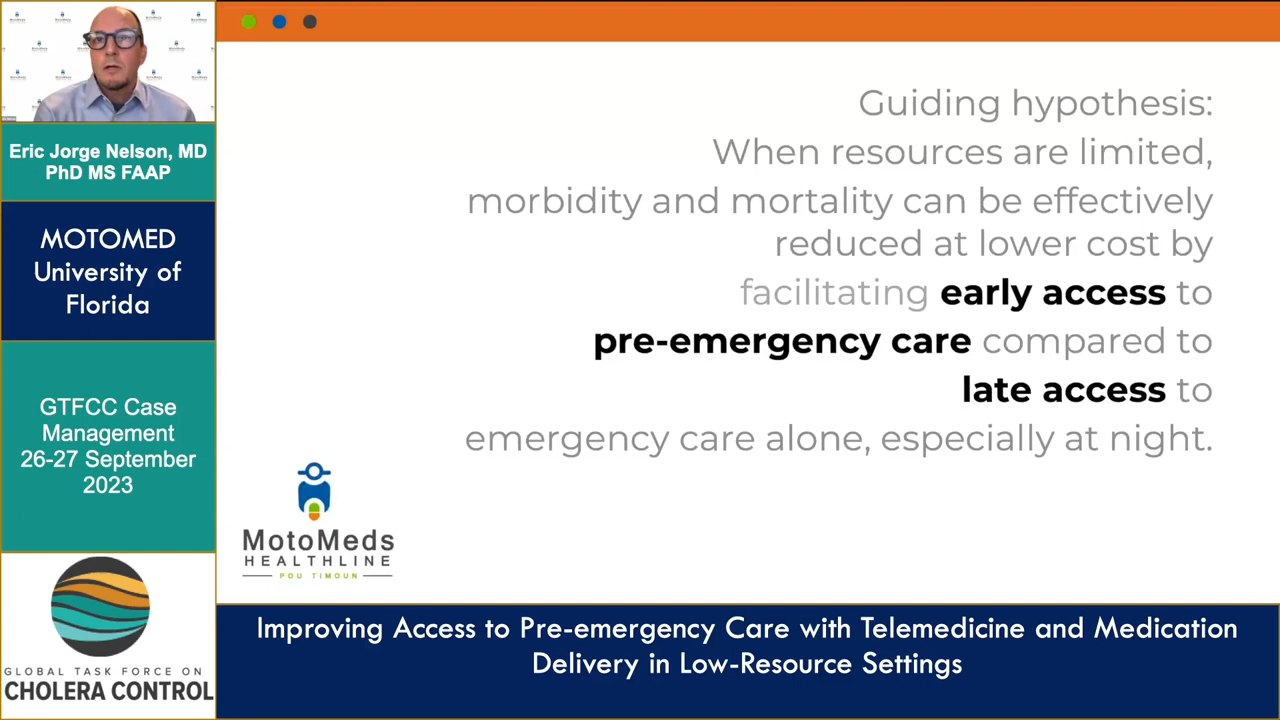 Eric Jorge Nelson, MD
PhD MS FAAP
MOTOMED
University of
Florida
GTFCC Case
Management
26-27 September
2023
GLOBAL TASK FORCE ON
CHOLERA CONTROL
Guiding hypothesis:
When resources are limited,
morbidity and mortality can be effectively
reduced at lower cost by
facilitating early access to
pre-emergency care compared to
late access to
emergency care alone, especially at night.
MotoMeds
HEALTHLINE
POU TIMOUN
Improving Access to Pre-emergency Care with Telemedicine and Medication
Delivery in Low-Resource Settings